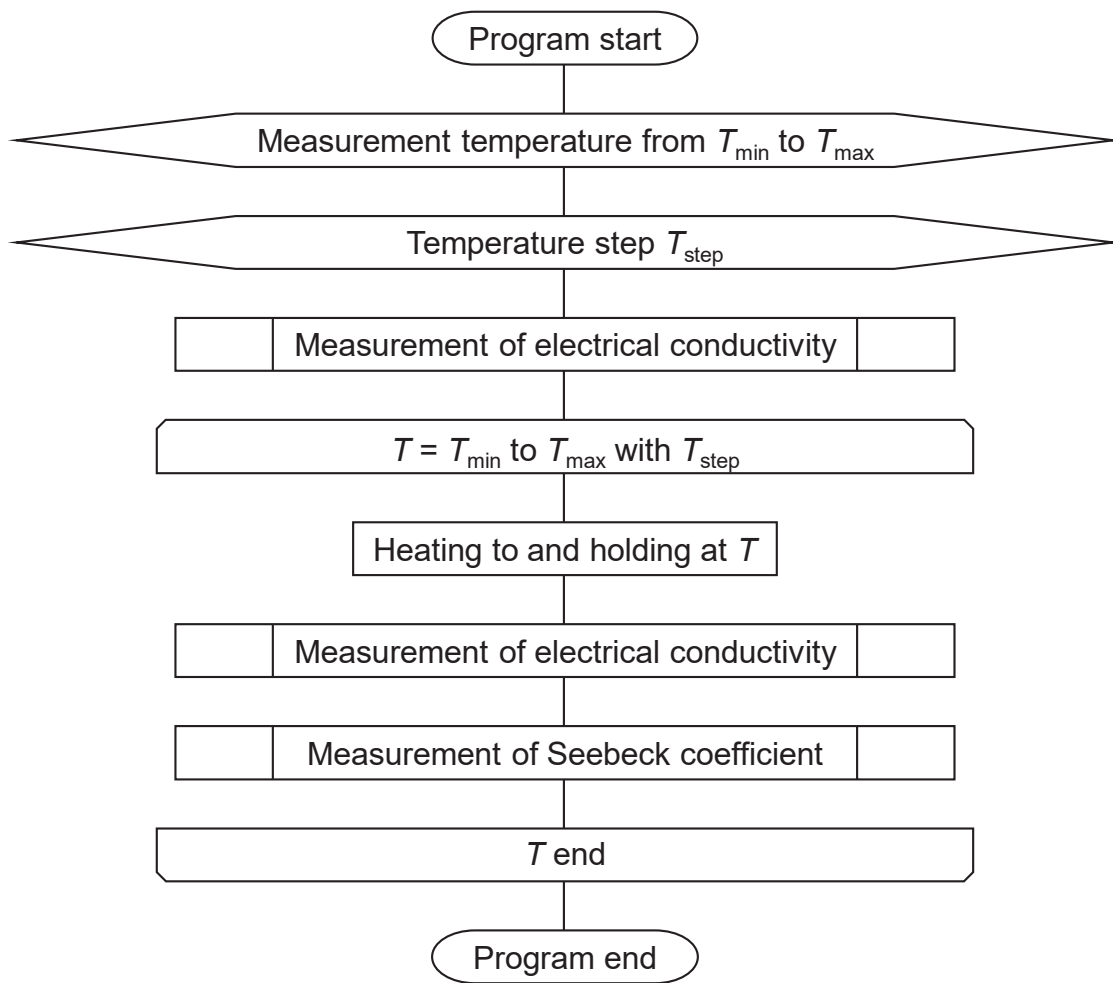 Program start
Measurement temperature from Tmin to Tmax
Temperature step Tstep
Measurement of electrical conductivity
T = Tmin to Tmax with Tstep
Heating to and holding at T
Measurement of electrical conductivity
Measurement of Seebeck coefficient
T end
Program end